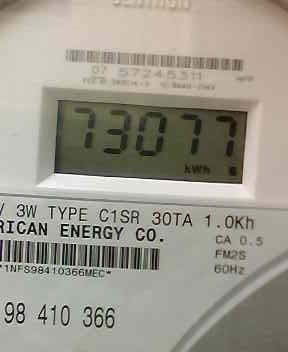 07 57245311
73077
kWh
/ 3W TYPE C1SR 30TA 1.0Kh
RICAN ENERGY CO.
CA 0.5
FM2S
*1NFS98410366MEC*
60Hz
98 410 366